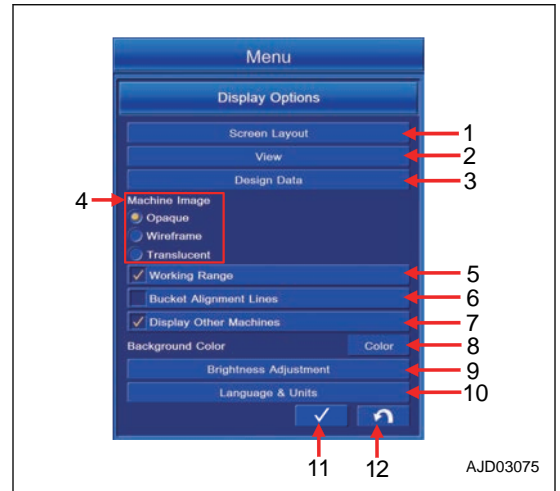 Menu
Display Options
Screen Layout
1
View
2
Design Data
3
4
Machine Image
Opaque
Wireframe
Translucent
Working Range
5
Bucket Alignment Lines
6
Display Other Machines
7
Background Color
Color
8
Brightness Adjustment
9
Language & Units
10
11
12
AJD03075